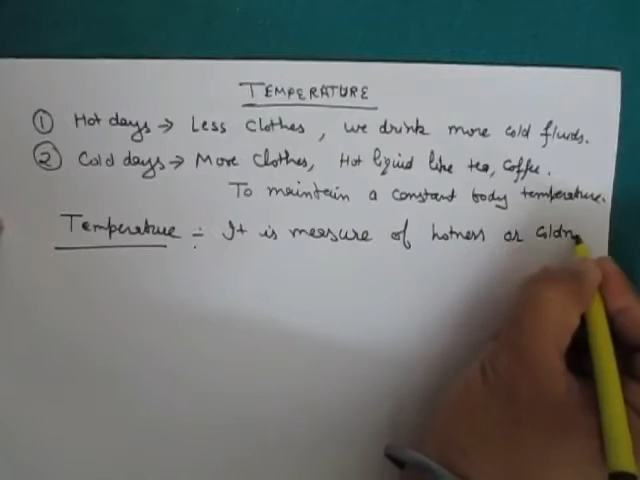 TEMPERATURE
① Hot days → Less clothes, we drink more cold fluids.
② Cold days → More clothes, Hot liquid like tea, coffee.
To maintain a constant body temperature.
Temperature :- It is measure of hotness or coldn